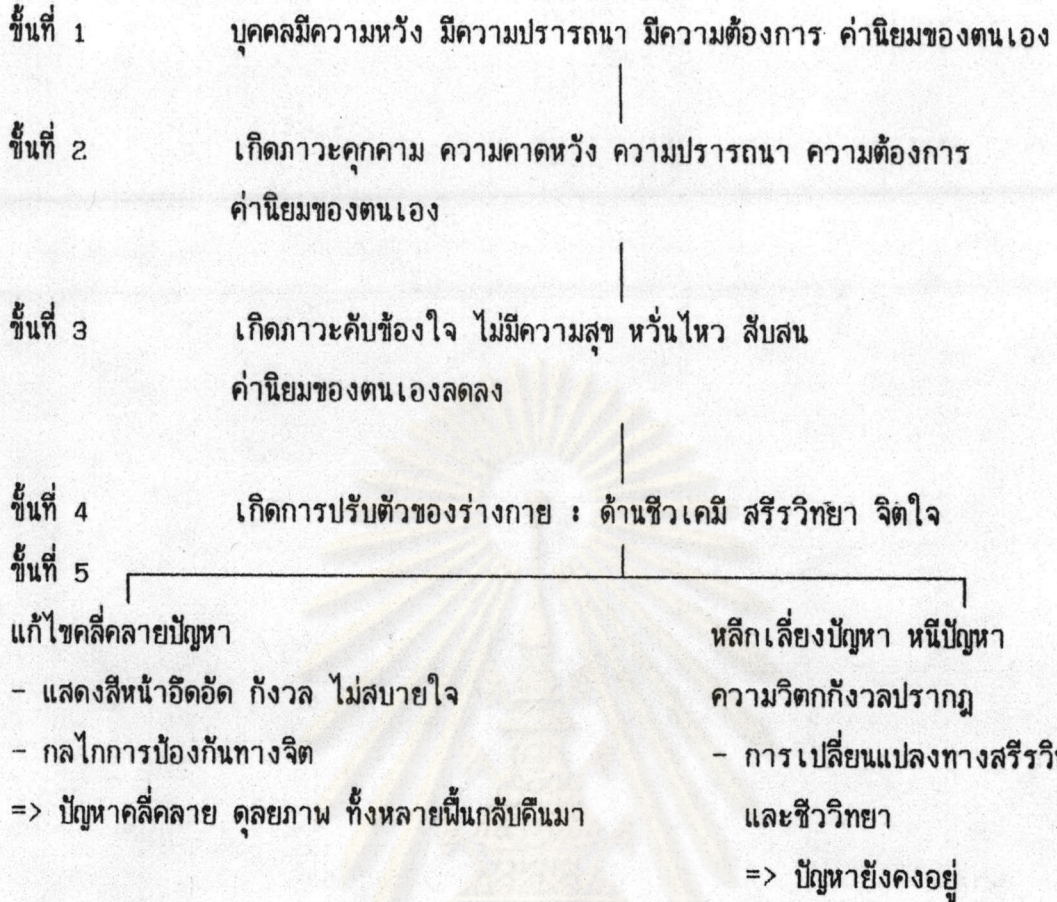 ขั้นที่ 1 บุคคลมีความหวัง มีความปรารถนา มีความต้องการ ค่านิยมของตนเอง
ขั้นที่ 2 เกิดภาวะคุกคาม ความคาดหวัง ความปรารถนา ความต้องการ
ค่านิยมของตนเอง
ขั้นที่ 3 เกิดภาวะคับข้องใจ ไม่มีความสุข หวั่นไหว สับสน
ค่านิยมของตนเองลดลง
ขั้นที่ 4 เกิดการปรับตัวของร่างกาย : ด้านชีวเคมี สรีรวิทยา จิตใจ
ขั้นที่ 5
แก้ไขคลี่คลายปัญหา
- แสดงสีหน้าอึดอัด กังวล ไม่สบายใจ
- กลไกการป้องกันทางจิต
=> ปัญหาคลี่คลาย ดุลยภาพ ทั้งหลายฟื้นกลับคืนมา
หลีกเลี่ยงปัญหา หนีปัญหา
ความวิตกกังวลปรากฏ
- การเปลี่ยนแปลงทาง
และชีววิทยา
=> ปัญหายังคงอยู่